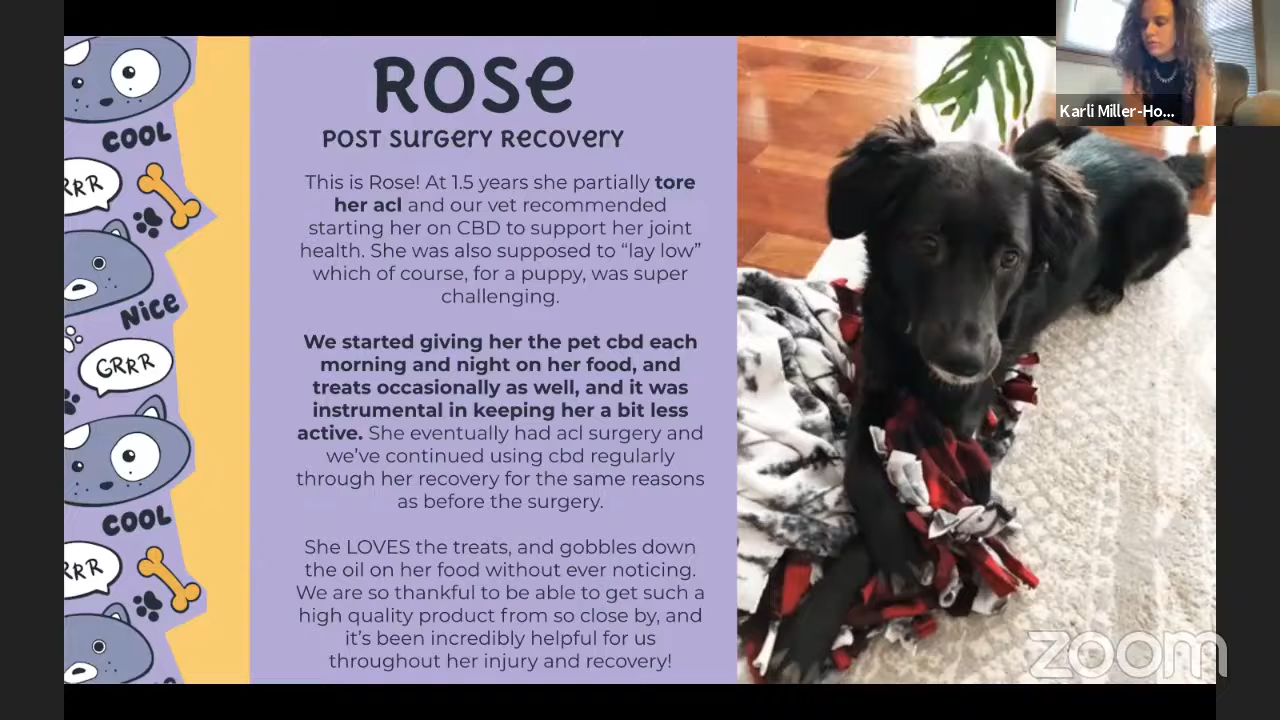 COOL
RRR
NICE
GRRR
COOL
RRR
ROSE
POST SURGERY RECOVERY
This is Rose! At 1.5 years she partially tore
her acl and our vet recommended
starting her on CBD to support her joint
health. She was also supposed to “lay low”
which of course, for a puppy, was super
challenging.
We started giving her the pet cbd each
morning and night on her food, and
treats occasionally as well, and it was
instrumental in keeping her a bit less
active. She eventually had acl surgery and
we’ve continued using cbd regularly
through her recovery for the same reasons
as before the surgery.
She LOVES the treats, and gobbles down
the oil on her food without ever noticing.
We are so thankful to be able to get such a
high quality product from so close by, and
it’s been incredibly helpful for us
throughout her injury and recovery!
Karli Miller-Ho...
zoom